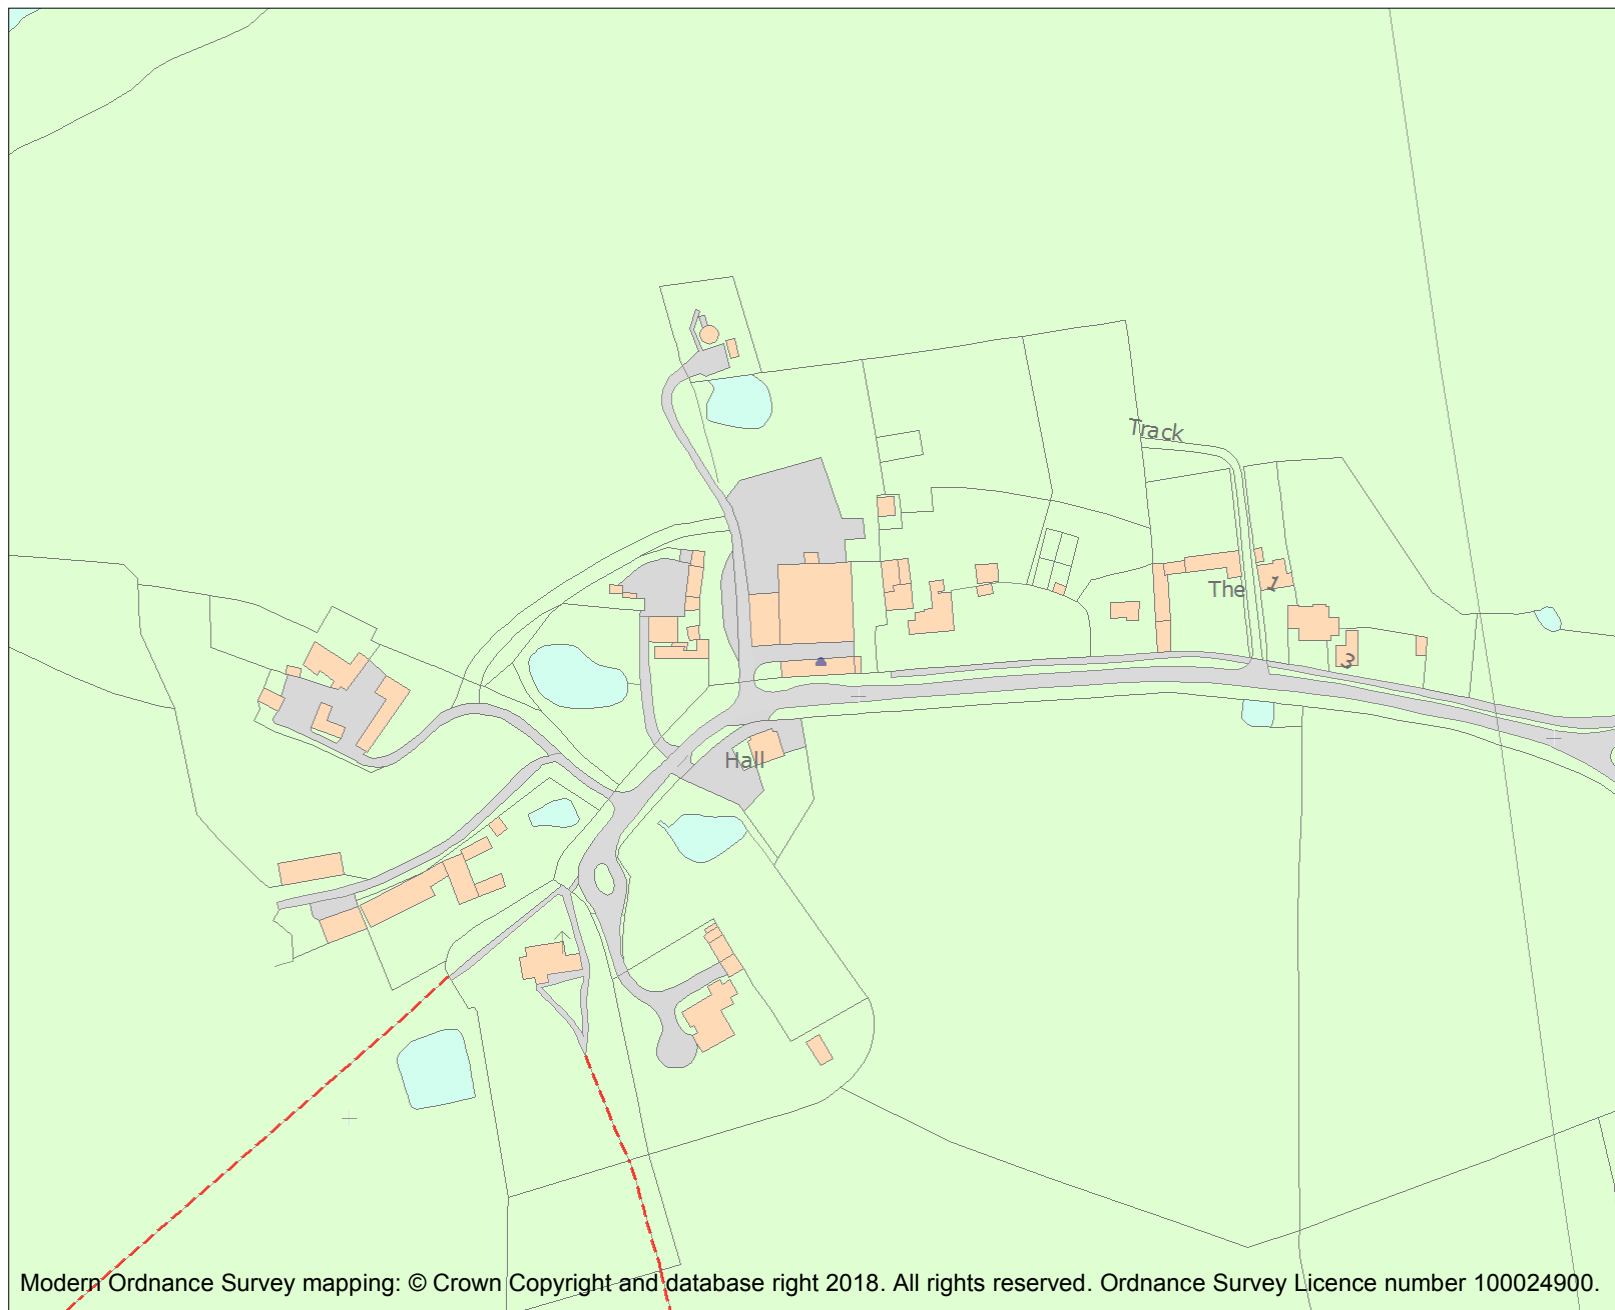 Track
The
1
3
Hall
Modern Ordnance Survey mapping: © Crown Copyright and database right 2018. All rights reserved. Ordnance Survey Licence number 100024900.